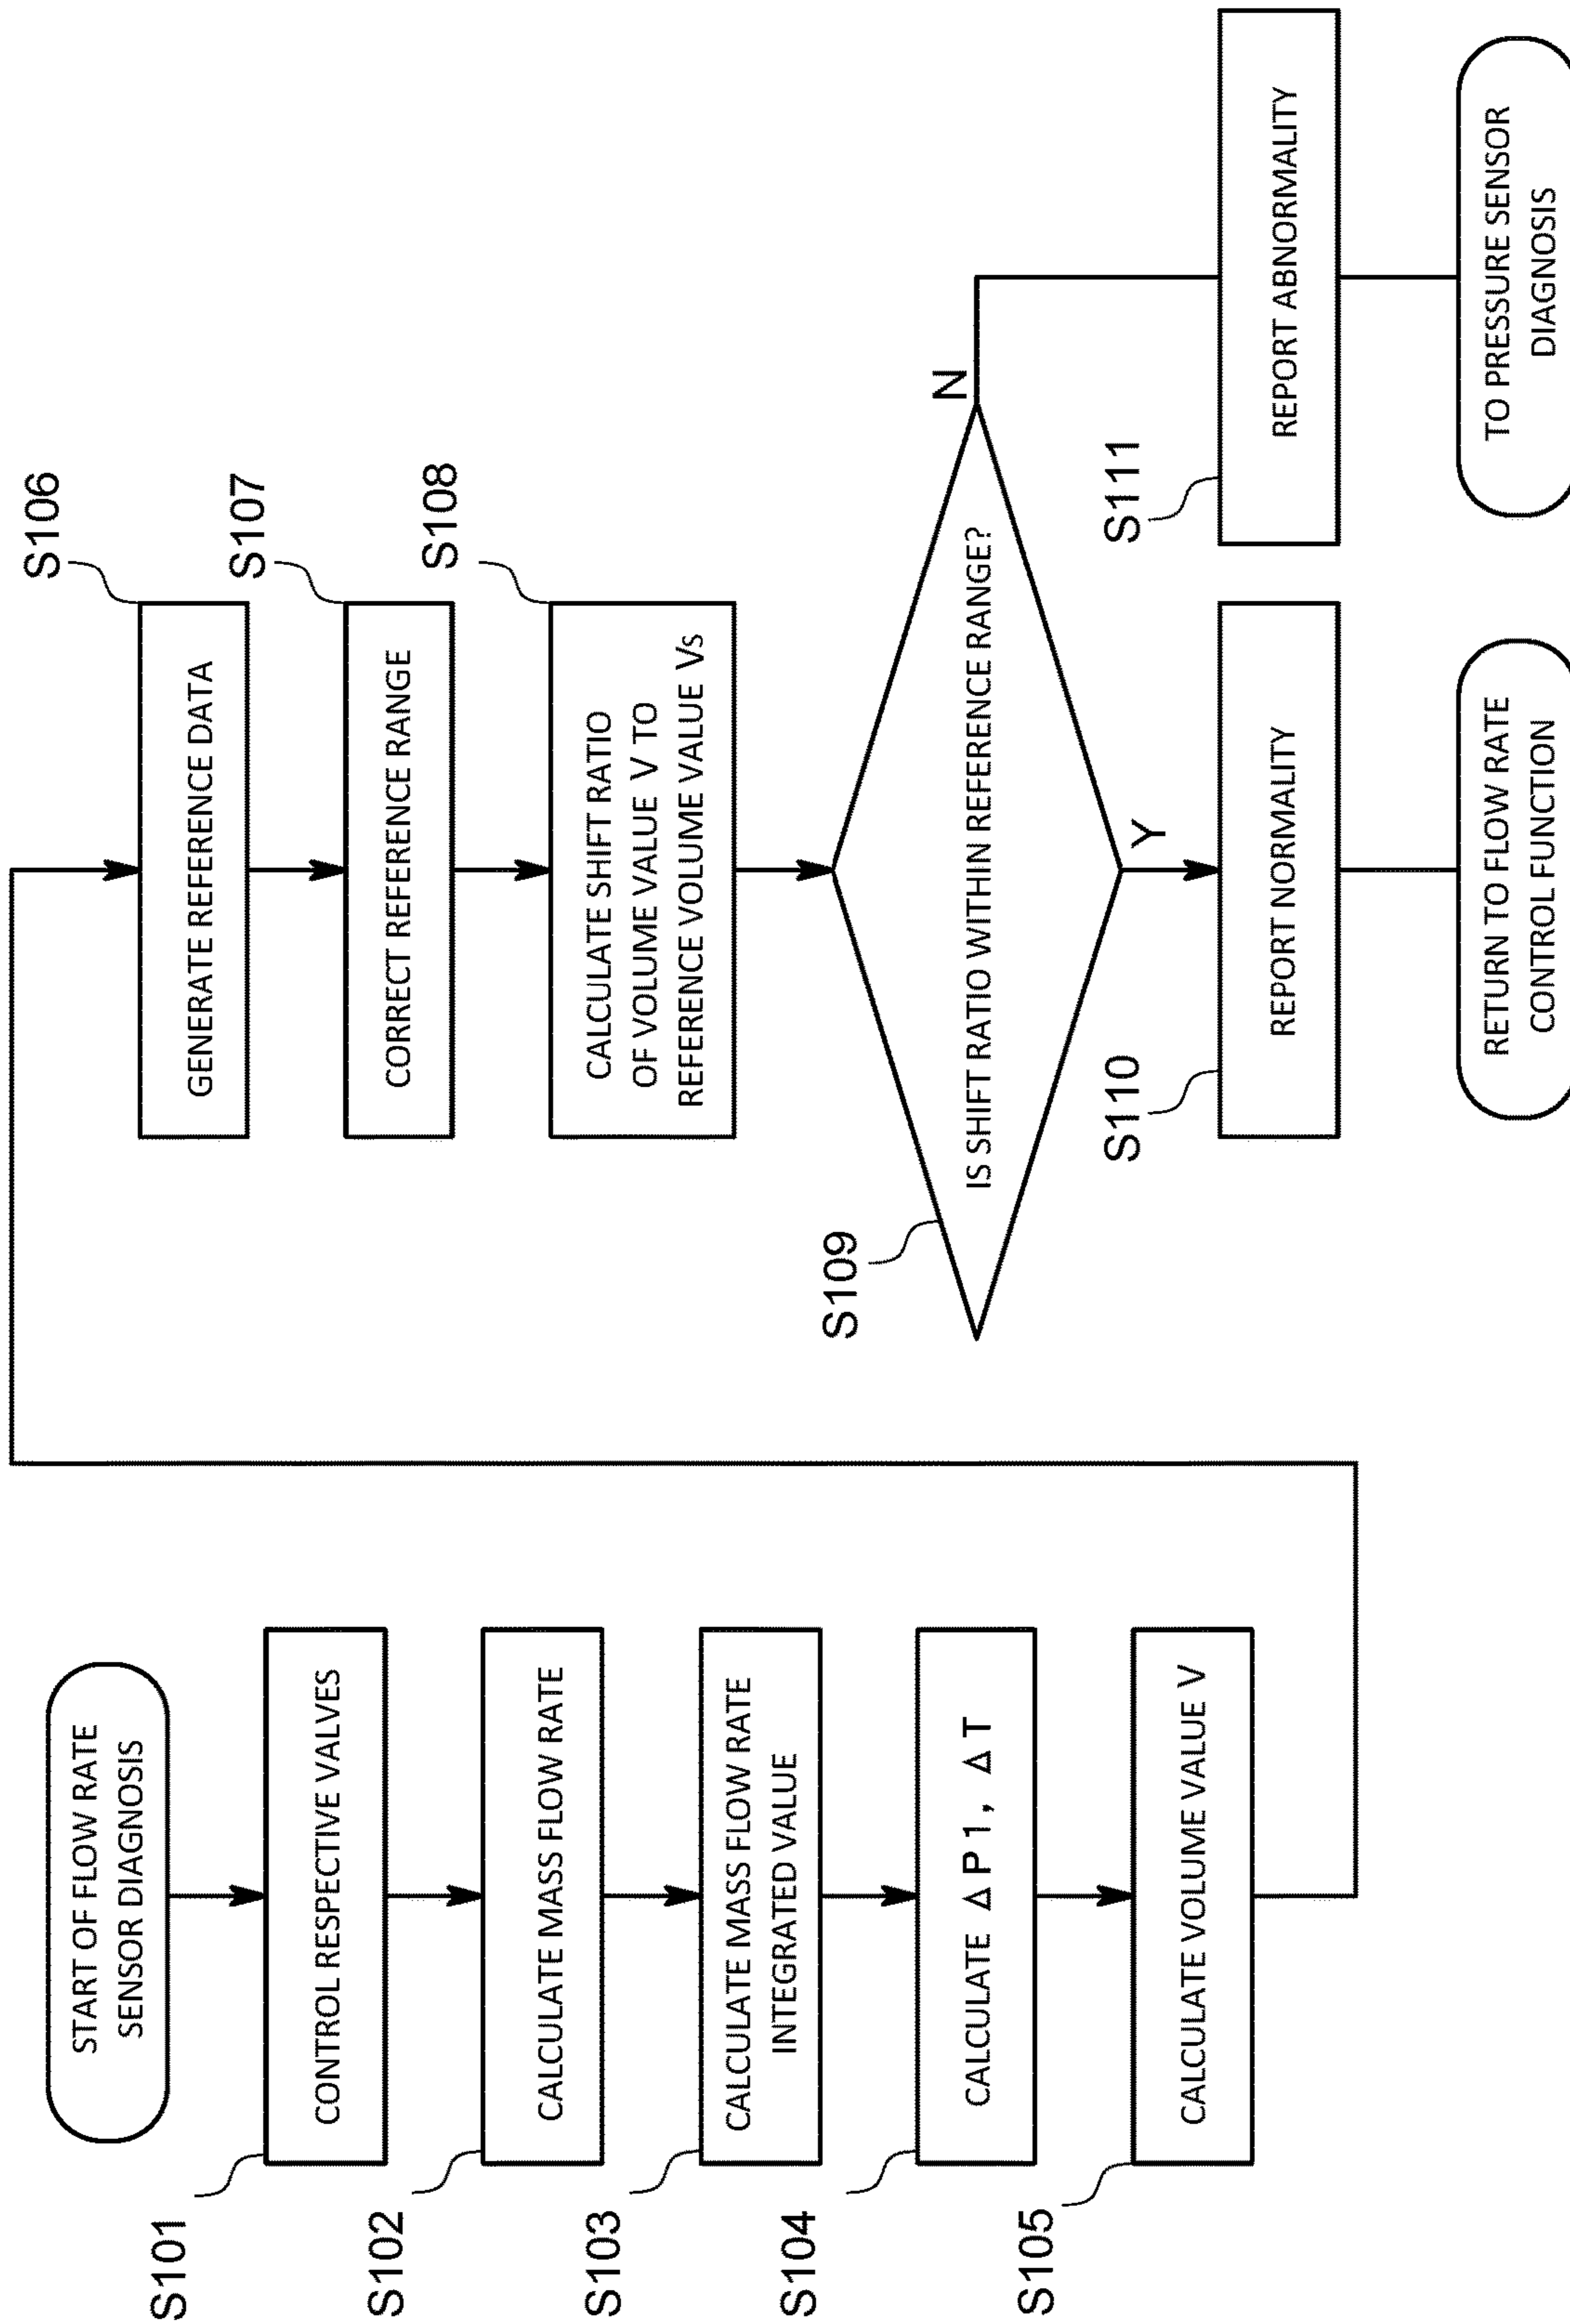 START OF FLOW RATE
SENSOR DIAGNOSIS
S101
CONTROL RESPECTIVE VALVES
S102
CALCULATE MASS FLOW RATE
S103
CALCULATE MASS FLOW RATE
INTEGRATED VALUE
S104
CALCULATE ΔP1, ΔT
S105
CALCULATE VOLUME VALUE V
S106
GENERATE REFERENCE DATA
S107
CORRECT REFERENCE RANGE
S108
CALCULATE SHIFT RATIO
OF VOLUME VALUE V TO
REFERENCE VOLUME VALUE Vs
S109
IS SHIFT RATIO WITHIN REFERENCE RANGE?
N
Y
S110
REPORT NORMALITY
RETURN TO FLOW RATE
CONTROL FUNCTION
S111
REPORT ABNORMALITY
TO PRESSURE SENSOR
DIAGNOSIS